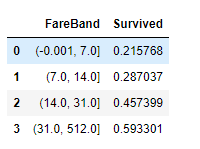 FareBand Survived
0 (-0.001, 7.0] 0.215768
1 (7.0, 14.0] 0.287037
2 (14.0, 31.0] 0.457399
3 (31.0, 512.0] 0.593301